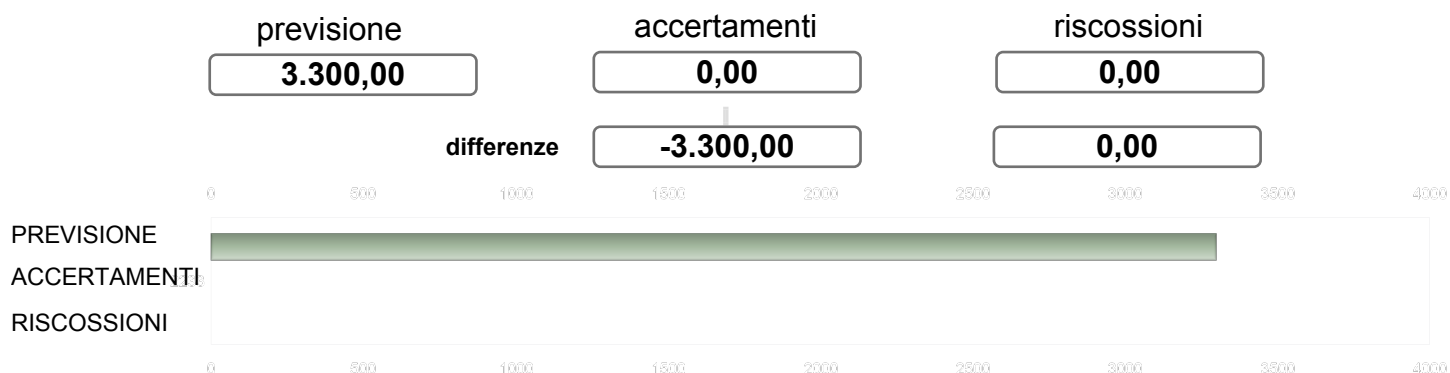 previsione accertamenti riscossioni
3.300,00 0,00 0,00
differenze -3.300,00 0,00
0 500 1000 1500 2000 2500 3000 3500 4000
PREVISIONE
ACCERTAMENTI
RISCOSSIONI
0 500 1000 1500 2000 2500 3000 3500 4000